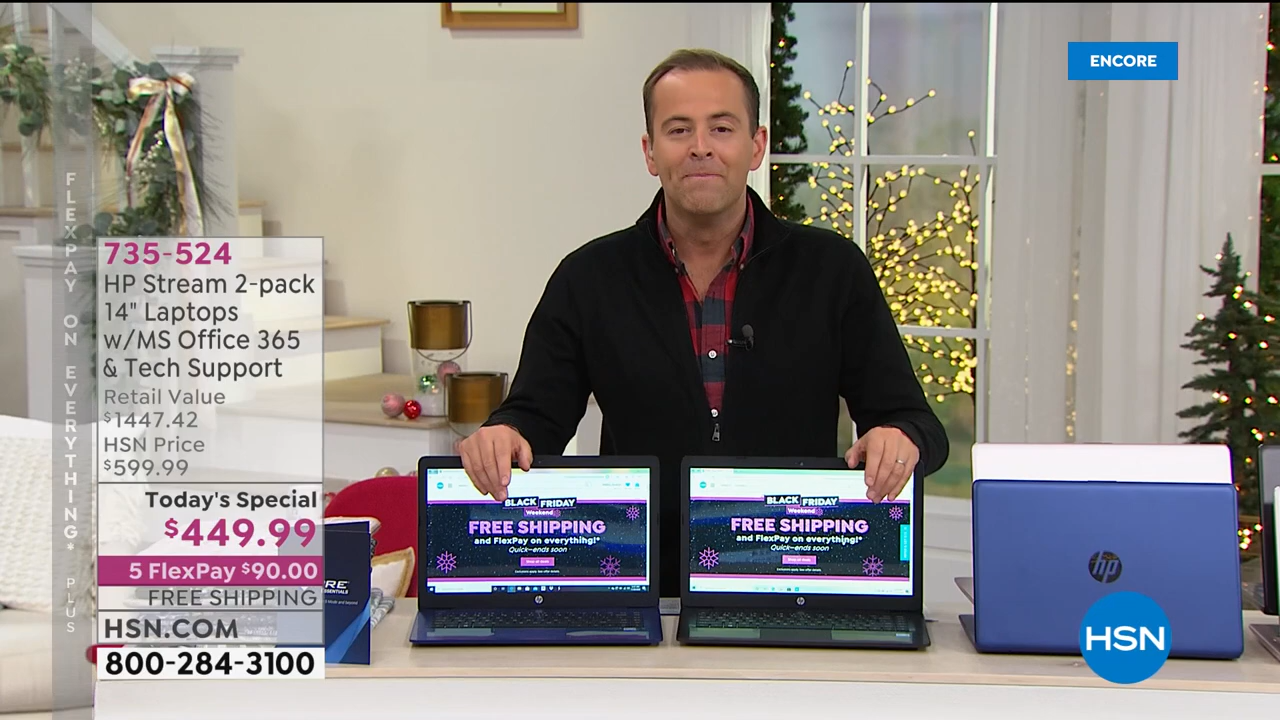 ENCORE
FLEXPAY ON EVERYTHING!* PLUS
735-524
HP Stream 2-pack
14" Laptops
w/MS Office 365
& Tech Support
Retail Value
$1447.42
HSN Price
$599.99
Today's Special
$449.99
5 FlexPay $90.00
FREE SHIPPING
HSN.COM
800-284-3100
BLACK FRIDAY
Weekend
FREE SHIPPING
and FlexPay on everything!*
Quick-ends soon
BLACK FRIDAY
Weekend
FREE SHIPPING
and FlexPay on everything!*
Quick-ends soon
hp
hp
hp
HSN